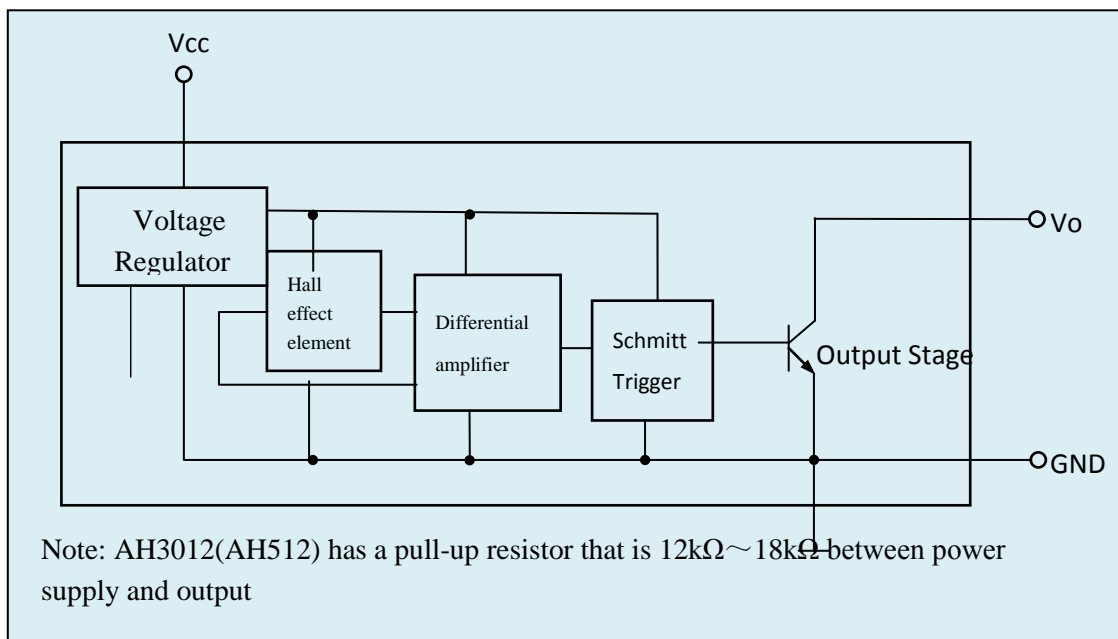 Vcc
Voltage
Regulator
Vo
Hall
effect
element
Differential
amplifier
Schmitt
Trigger
Output Stage
GND
Note: AH3012(AH512) has a pull-up resistor that is 12kΩ～18kΩ between power
supply and output